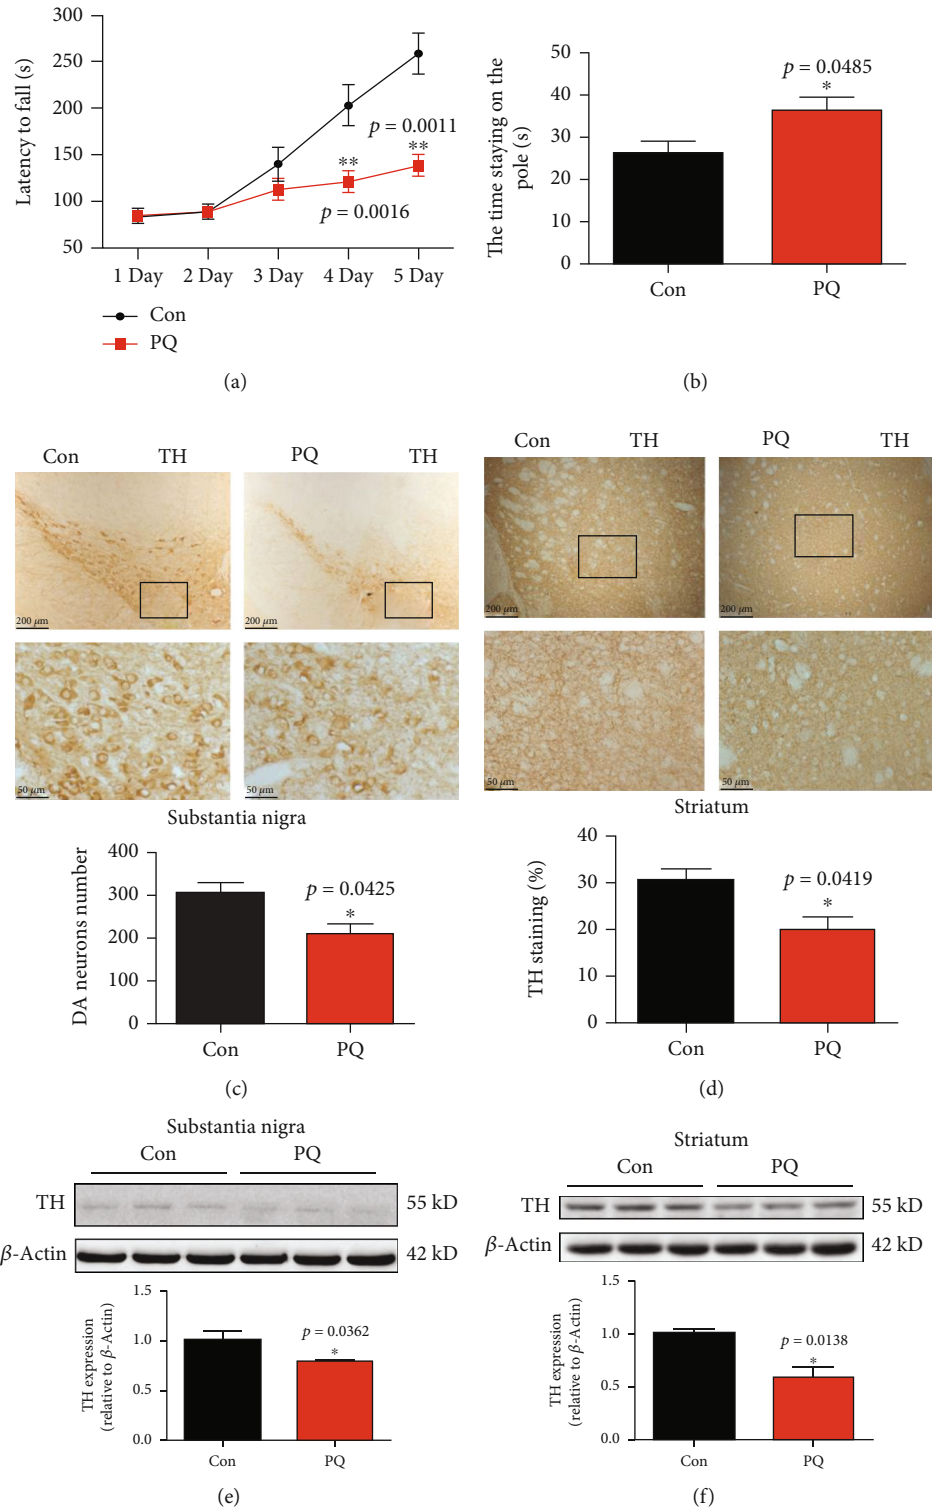 300
250
200
150
100
50
Latency to fall (s)
p = 0.0011
**
**
p = 0.0016
1 Day 2 Day 3 Day 4 Day 5 Day
Con
PQ
(a)
50
40
30
20
10
0
The time staying on the
pole (s)
p = 0.0485
*
Con PQ
(b)
Con TH PQ TH
200 μm 200 μm
50 μm 50 μm
Substantia nigra
400
300
200
100
0
DA neurons number
p = 0.0425
*
Con PQ
(c)
Con TH PQ TH
200 μm 200 μm
50 μm 50 μm
Striatum
40
30
20
10
0
TH staining (%)
p = 0.0419
*
Con PQ
(d)
Substantia nigra
Con PQ
TH 55 kD
β-Actin 42 kD
1.5
1.0
0.5
0.0
TH expression
(relative to β-Actin)
p = 0.0362
*
Con PQ
(e)
Striatum
Con PQ
TH 55 kD
β-Actin 42 kD
1.5
1.0
0.5
0.0
TH expression
(relative to β-Actin)
p = 0.0138
*
Con PQ
(f)